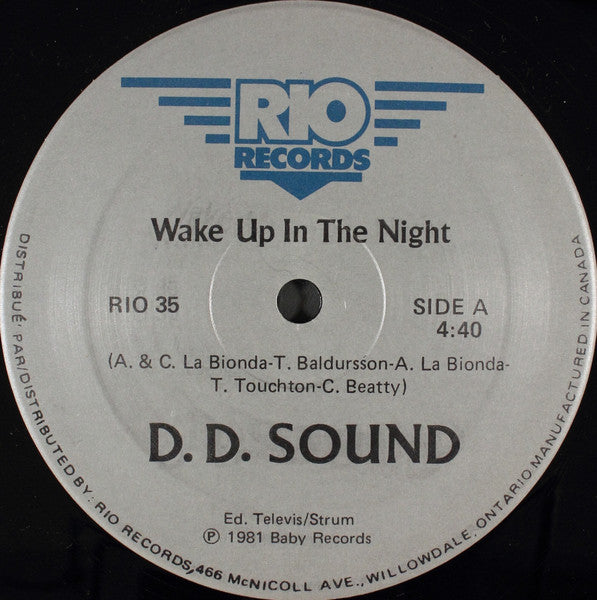 RIO
RECORDS
Wake Up In The Night
RIO 35
SIDE A
4:40
(A. & C. La Bionda-T. Baldursson-A. La Bionda-
T. Touchton-C. Beatty)
D. D. SOUND
Ed. Televis/Strum
℗ 1981 Baby Records
DISTRIBUÉ PAR/DISTRIBUTED BY: RIO RECORDS, 466 McNICOLL AVE., WILLOWDALE, ONTARIO MANUFACTURED IN CANADA